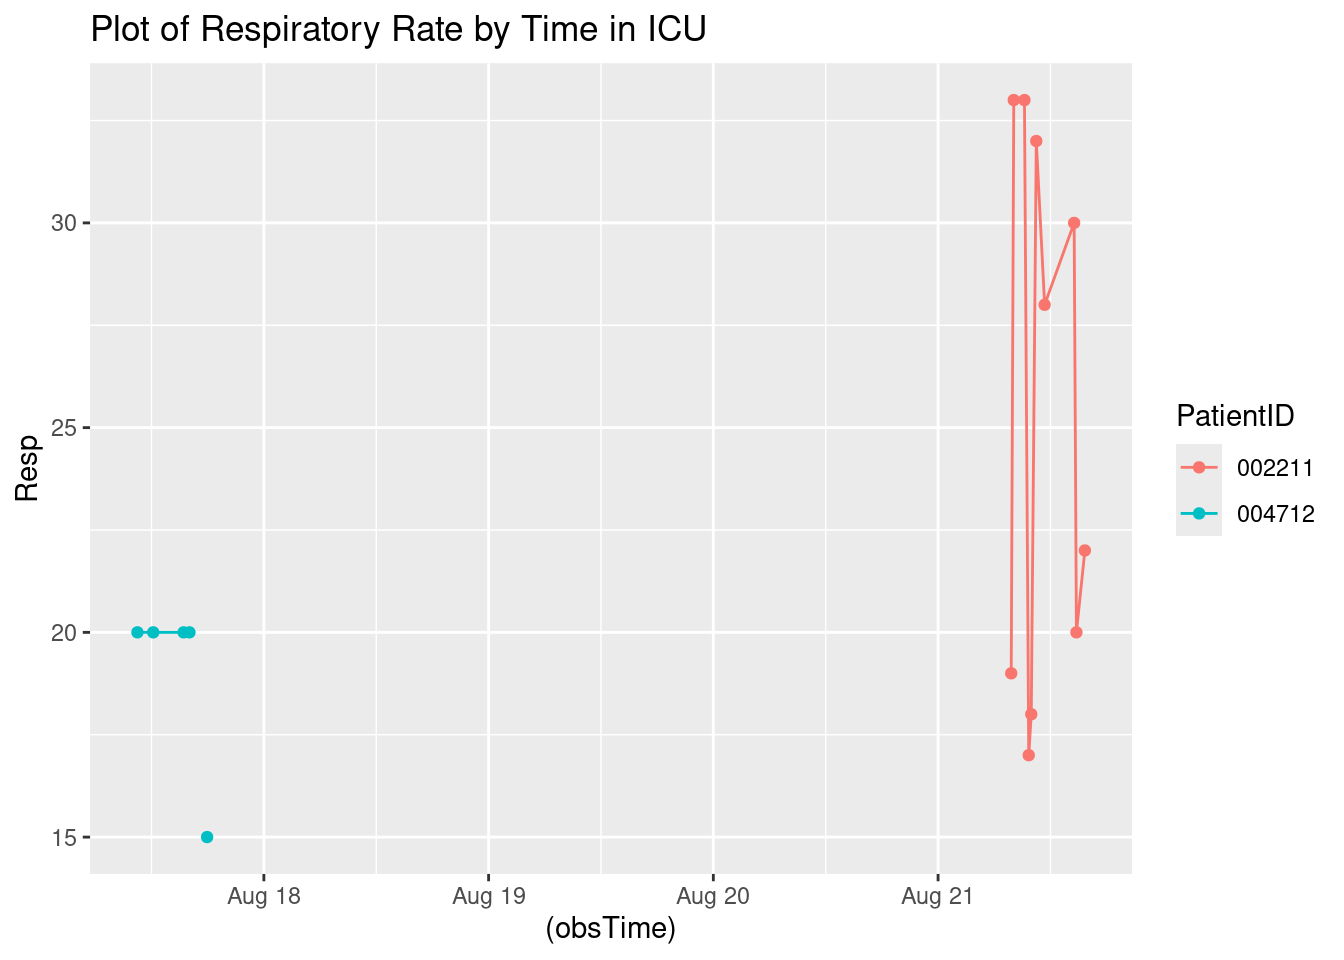 Plot of Respiratory Rate by Time in ICU
30
25
20
15
Resp
Aug 18
Aug 19
Aug 20
Aug 21
(obsTime)
PatientID
002211
004712